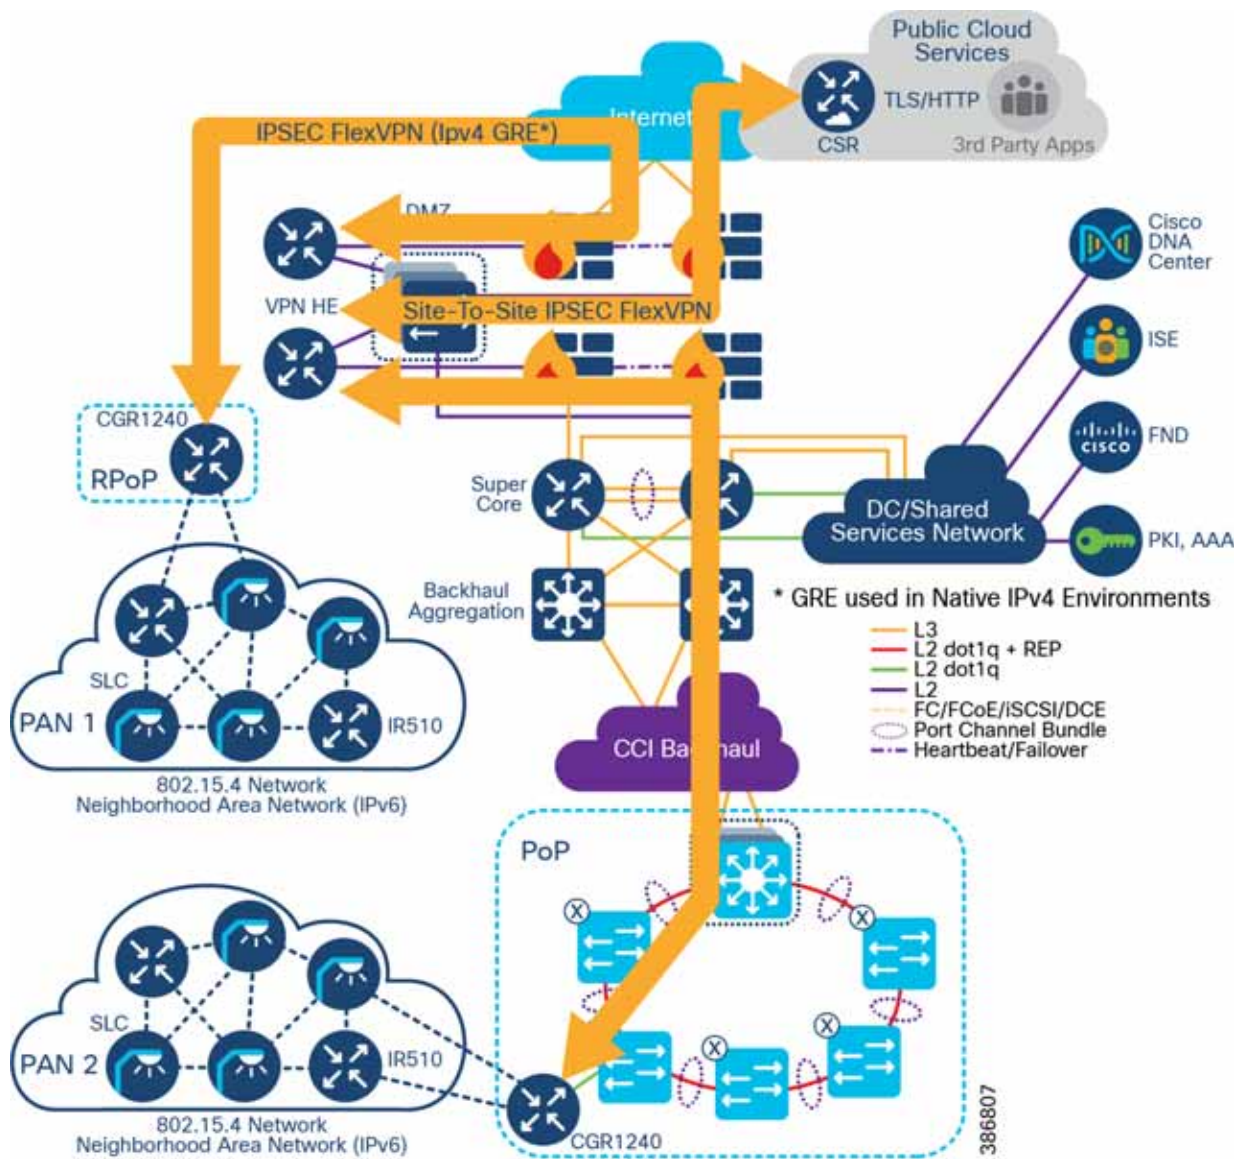 Public Cloud
Services
Internet
TLS/HTTP
CSR
3rd Party Apps
IPSEC FlexVPN (Ipv4 GRE*)
DMZ
VPN HE
Site-To-Site IPSEC FlexVPN
Cisco
DNA
Center
ISE
CISCO
FND
PKI, AAA
CGR1240
RPoP
Super
Core
DC/Shared
Services Network
Backhaul
Aggregation
* GRE used in Native IPv4 Environments
L3
L2 dot1q + REP
L2 dot1q
L2
FC/FCoE/iSCSI/DCE
Port Channel Bundle
Heartbeat/Failover
SLC
PAN 1
IR510
802.15.4 Network
Neighborhood Area Network (IPv6)
CCI Backhaul
PoP
X
X
X
X
SLC
PAN 2
IR510
802.15.4 Network
Neighborhood Area Network (IPv6)
CGR1240
386807